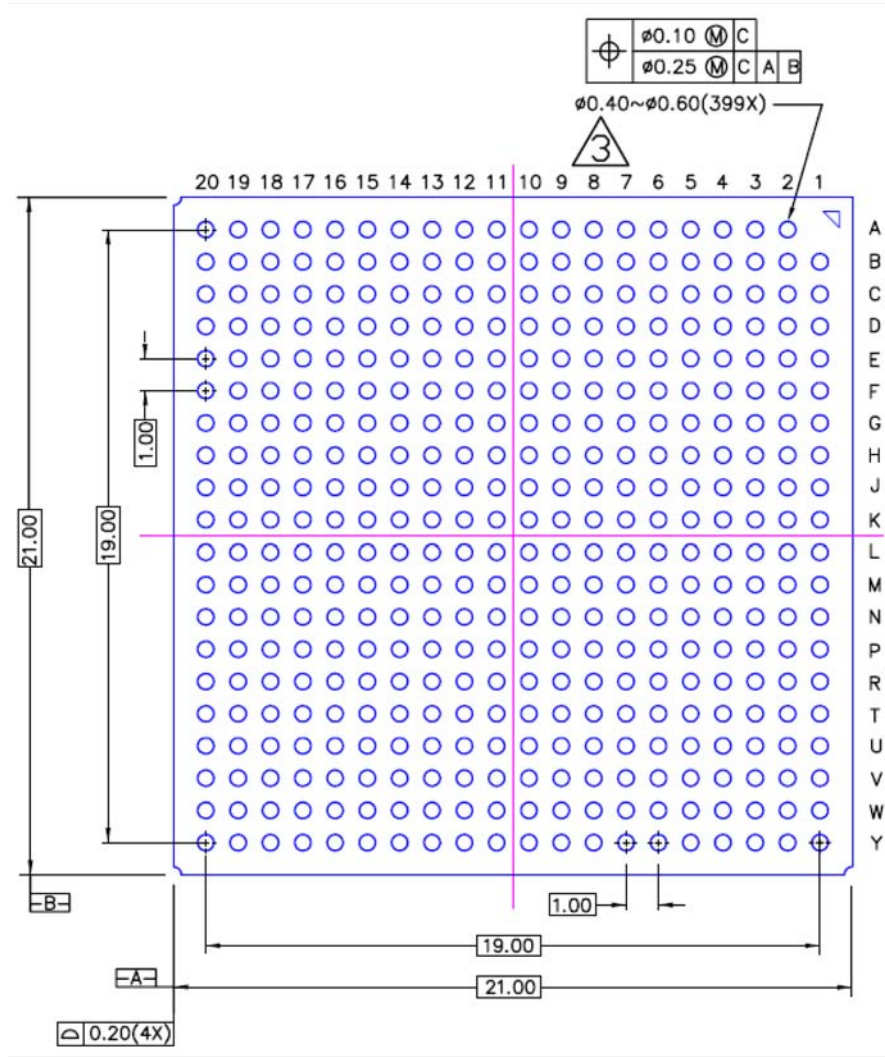 ⌖ ø0.10 Ⓜ C
ø0.25 Ⓜ C A B
ø0.40~ø0.60(399X)
3
20 19 18 17 16 15 14 13 12 11 10 9 8 7 6 5 4 3 2 1
A
B
C
D
E
F
G
1.00
H
J
K
21.00
19.00
L
M
N
P
R
T
U
V
W
Y
-B-
1.00
19.00
-A-
21.00
⌓ 0.20(4X)